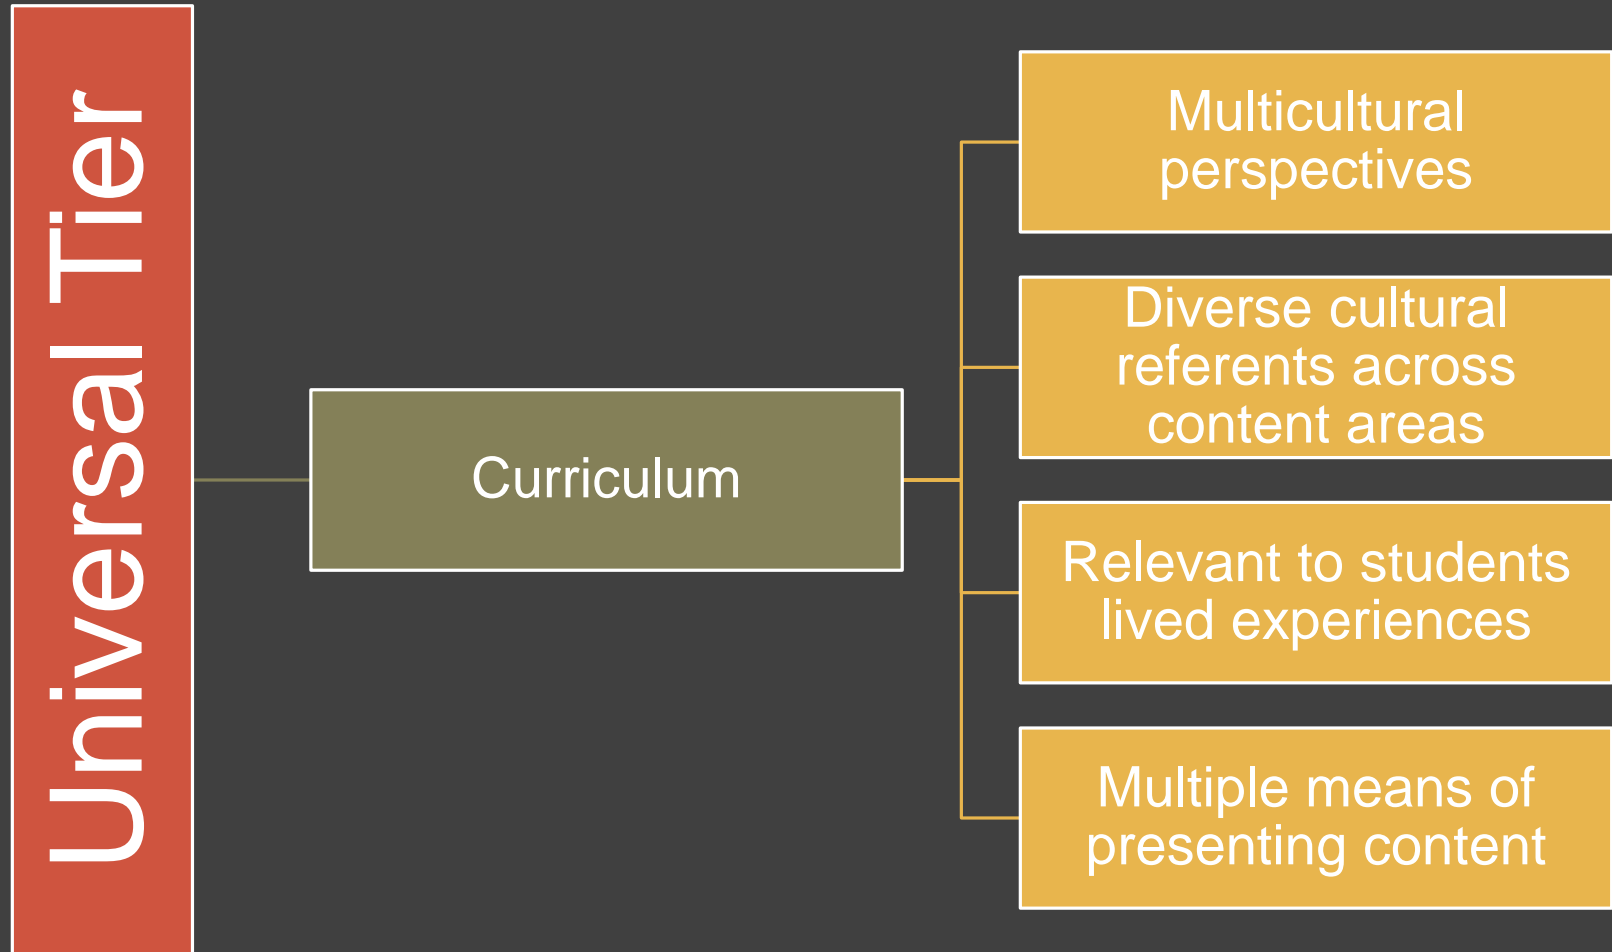 Universal Tier
Curriculum
Multicultural
perspectives
Diverse cultural
referents across
content areas
Relevant to students
lived experiences
Multiple means of
presenting content